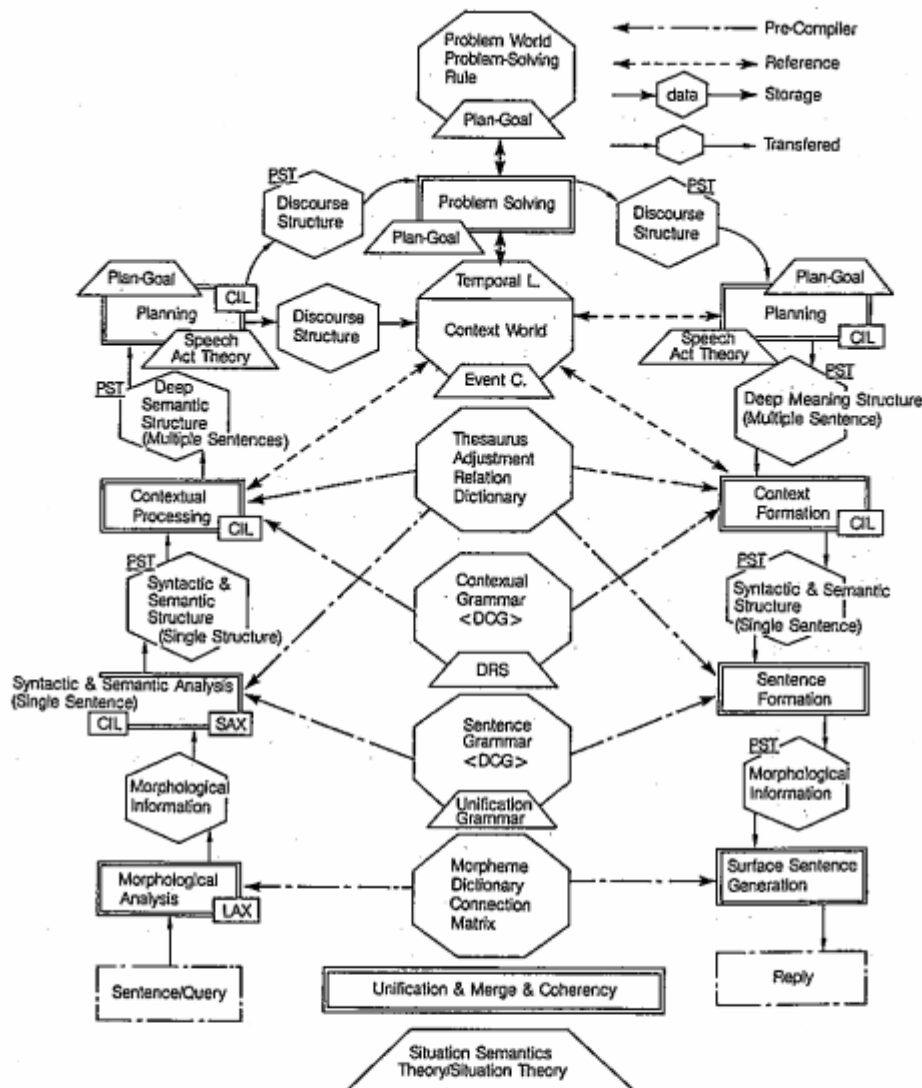 Problem World
Problem-Solving
Rule
Plan-Goal
Pre-Compiler
Reference
data
Storage
Transfered
PST
Discourse
Structure
Problem Solving
Plan-Goal
PST
Discourse
Structure
Plan-Goal
CIL
Planning
Speech
Act Theory
Discourse
Structure
Temporal L.
Context World
Event C.
Plan-Goal
Planning
CIL
Speech
Act Theory
PST
Deep
Semantic
Structure
(Multiple Sentences)
PST
Deep Meaning Structure
(Multiple Sentence)
Thesaurus
Adjustment
Relation
Dictionary
Contextual
Processing
CIL
Context
Formation
CIL
PST
Syntactic &
Semantic
Structure
(Single Structure)
Contextual
Grammar
<DCG>
DRS
PST
Syntactic & Semantic
Structure
(Single Sentence)
Syntactic & Semantic Analysis
(Single Sentence)
CIL
SAX
Sentence
Formation
Sentence
Grammar
<DCG>
Unification
Grammar
Morphological
Information
PST
Morphological
Information
Morphological
Analysis
LAX
Morpheme
Dictionary
Connection
Matrix
Surface Sentence
Generation
Sentence/Query
Reply
Unification & Merge & Coherency
Situation Semantics
Theory/Situation Theory